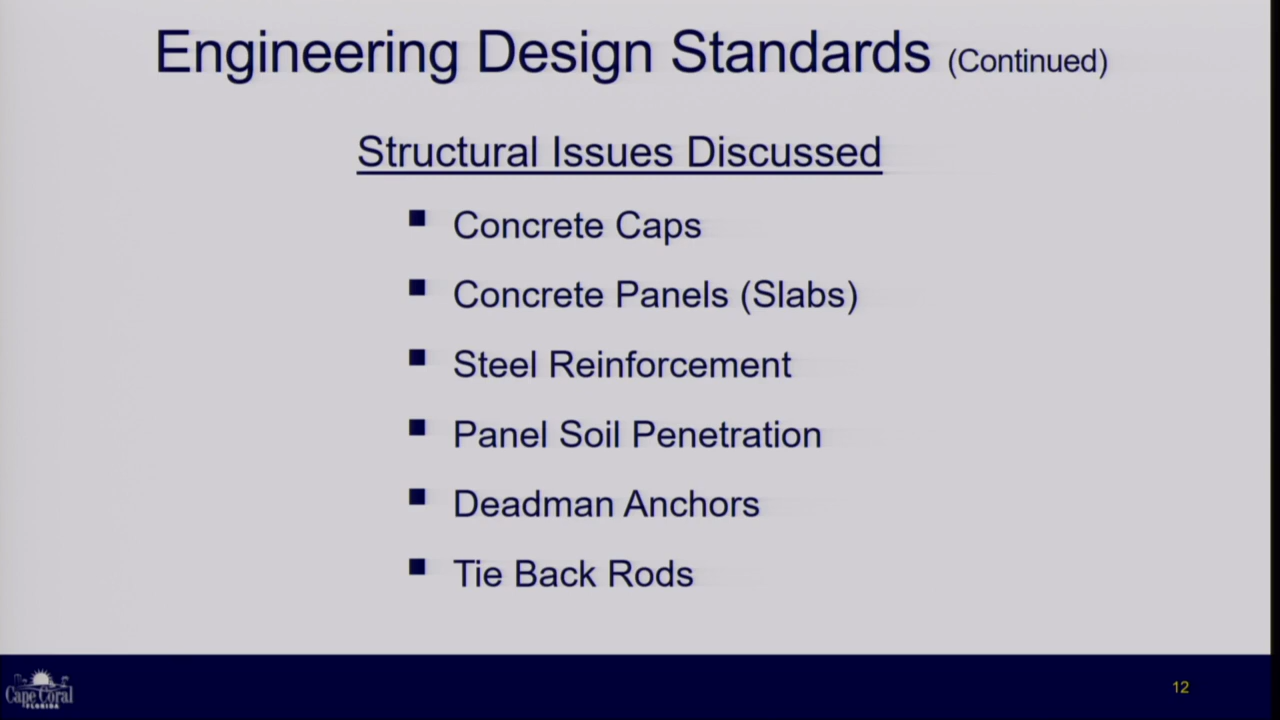 Engineering Design Standards (Continued)
Structural Issues Discussed
Concrete Caps
Concrete Panels (Slabs)
Steel Reinforcement
Panel Soil Penetration
Deadman Anchors
Tie Back Rods
Cape Coral
FLORIDA
12